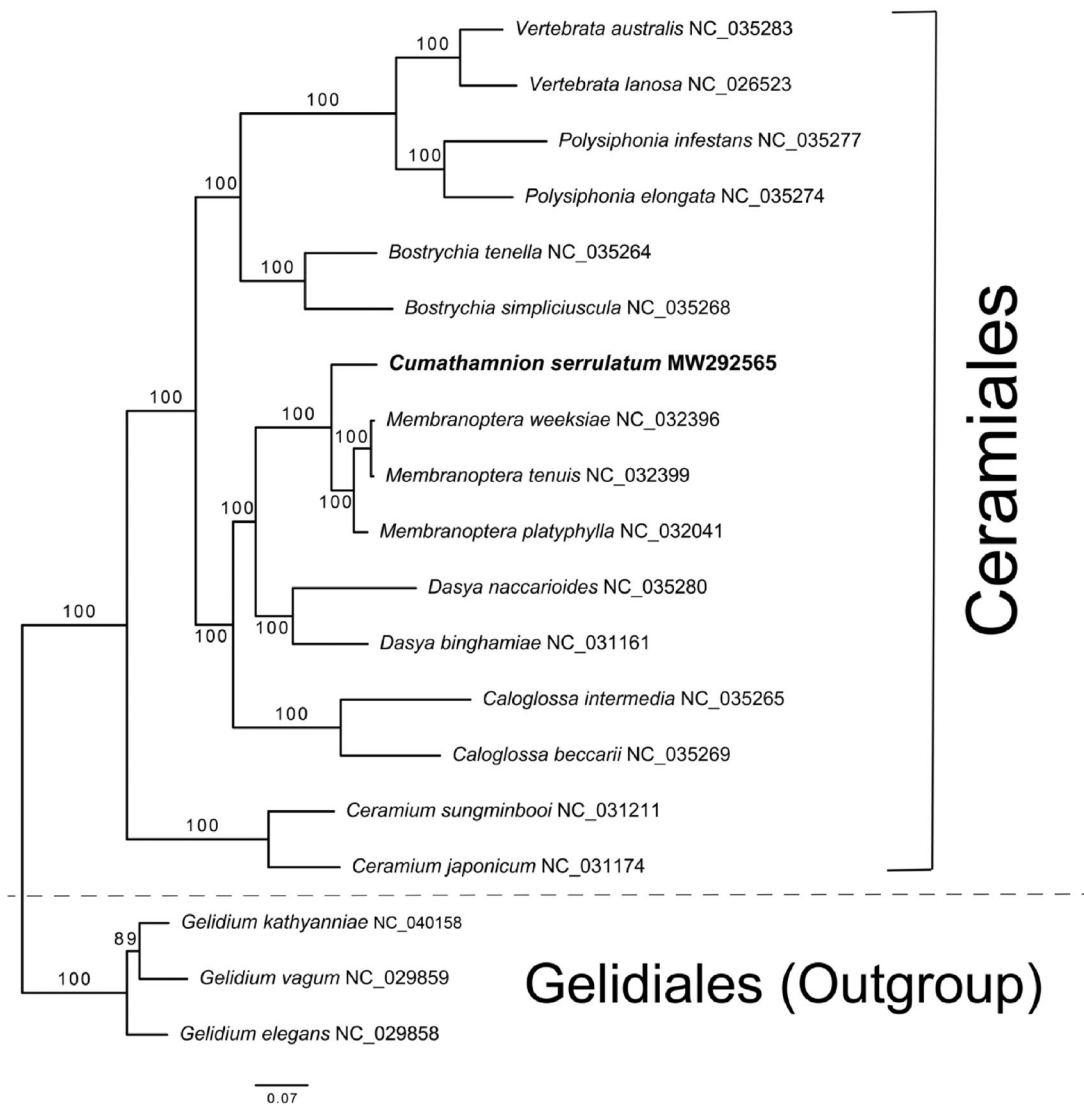 Vertebrata australis NC_035283
100
Vertebrata lanosa NC_026523
100
Polysiphonia infestans NC_035277
100
Polysiphonia elongata NC_035274
100
Bostrychia tenella NC_035264
100
Bostrychia simpliciuscula NC_035268
Cumathamnion serrulatum MW292565
100
100
Membranoptera weeksiae NC_032396
100
Membranoptera tenuis NC_032399
100
100
Membranoptera platyphylla NC_032041
Dasya naccarioides NC_035280
100
100
100
Dasya binghamiae NC_031161
Caloglossa intermedia NC_035265
100
Caloglossa beccarii NC_035269
Ceramium sungminbooi NC_031211
100
Ceramium japonicum NC_031174
Ceramiales
Gelidium kathyanniae NC_040158
89
Gelidium vagum NC_029859
100
Gelidium elegans NC_029858
Gelidiales (Outgroup)
0.07